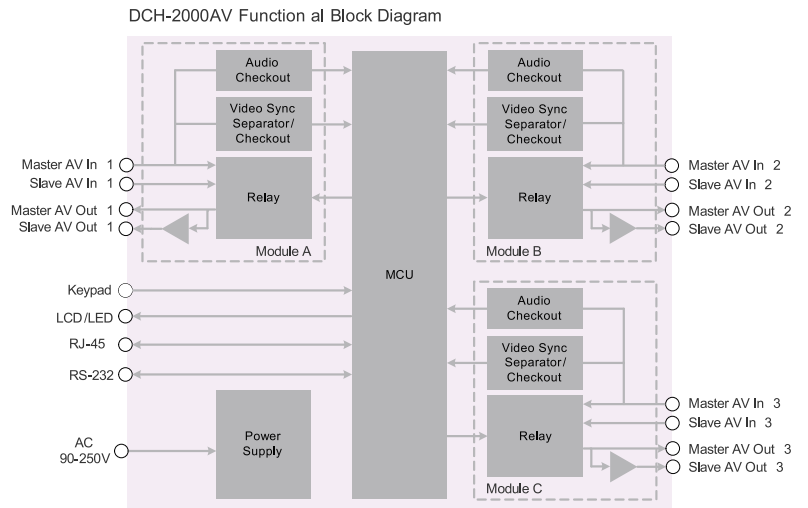 DCH-2000AV Function al Block Diagram
Audio
Checkout
Video Sync
Separator/
Checkout
Relay
Module A
Master AV In 1
Slave AV In 1
Master AV Out 1
Slave AV Out 1
Keypad
LCD/LED
RJ-45
RS-232
AC
90-250V
Power
Supply
MCU
Audio
Checkout
Video Sync
Separator/
Checkout
Relay
Module B
Master AV In 2
Slave AV In 2
Master AV Out 2
Slave AV Out 2
Audio
Checkout
Video Sync
Separator/
Checkout
Relay
Module C
Master AV In 3
Slave AV In 3
Master AV Out 3
Slave AV Out 3